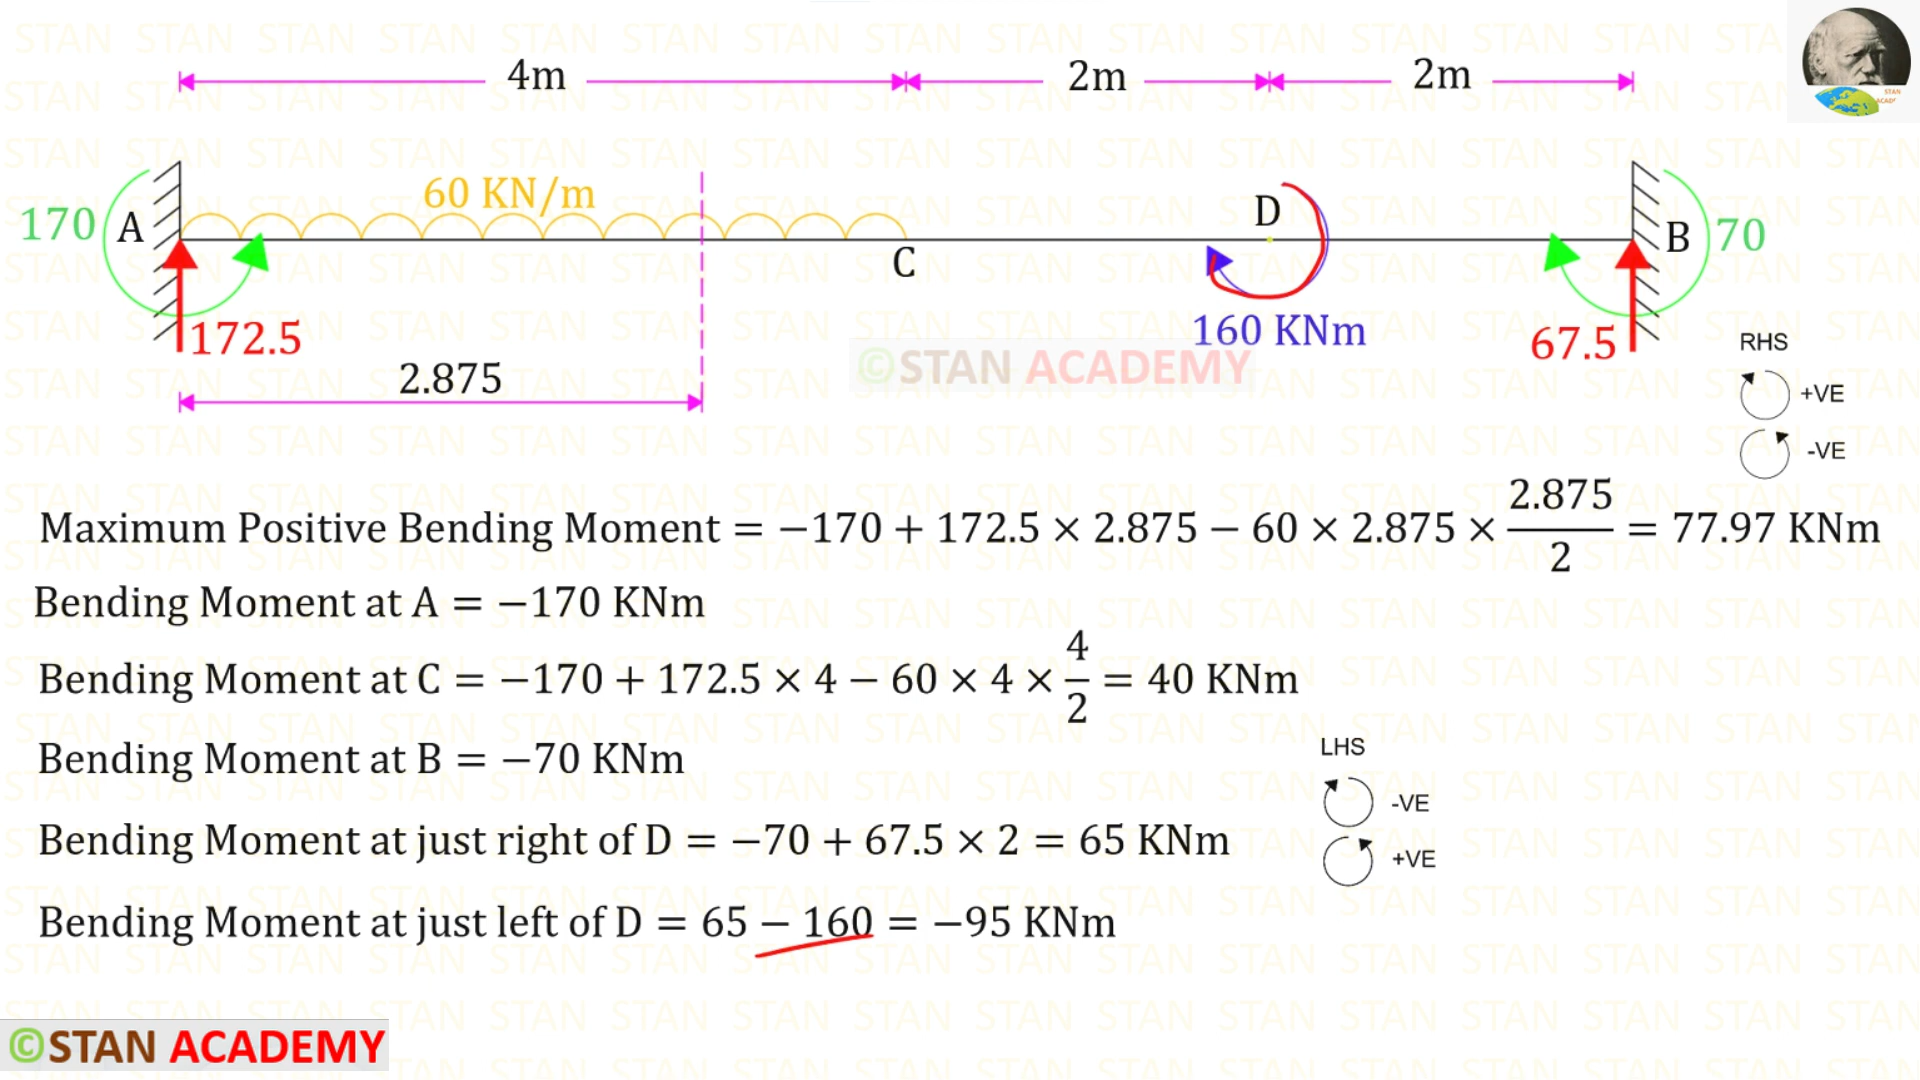 4m 2m 2m
60 KN/m
170 A D B 70
C
172.5 160 KNm 67.5
RHS
©STAN ACADEMY
2.875
+VE
-VE
Maximum Positive Bending Moment = −170 + 172.5 × 2.875 − 60 × 2.875 × 2.875/2 = 77.97 KNm
Bending Moment at A = −170 KNm
Bending Moment at C = −170 + 172.5 × 4 − 60 × 4 × 4/2 = 40 KNm
Bending Moment at B = −70 KNm
LHS
-VE
Bending Moment at just right of D = −70 + 67.5 × 2 = 65 KNm
+VE
Bending Moment at just left of D = 65 − 160 = −95 KNm
©STAN ACADEMY